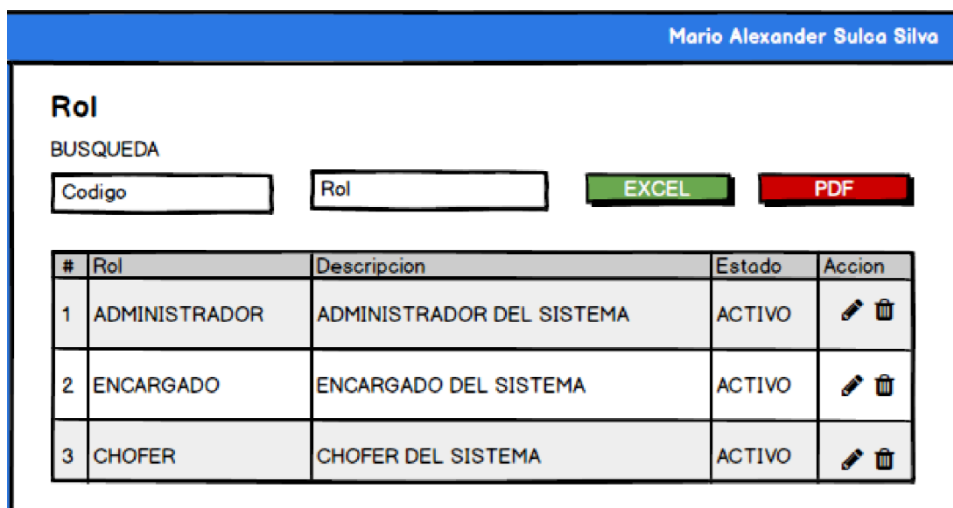 Mario Alexander Sulca Silva
Rol
BUSQUEDA
Codigo Rol EXCEL PDF
# Rol Descripcion Estado Accion
1 ADMINISTRADOR ADMINISTRADOR DEL SISTEMA ACTIVO
2 ENCARGADO ENCARGADO DEL SISTEMA ACTIVO
3 CHOFER CHOFER DEL SISTEMA ACTIVO